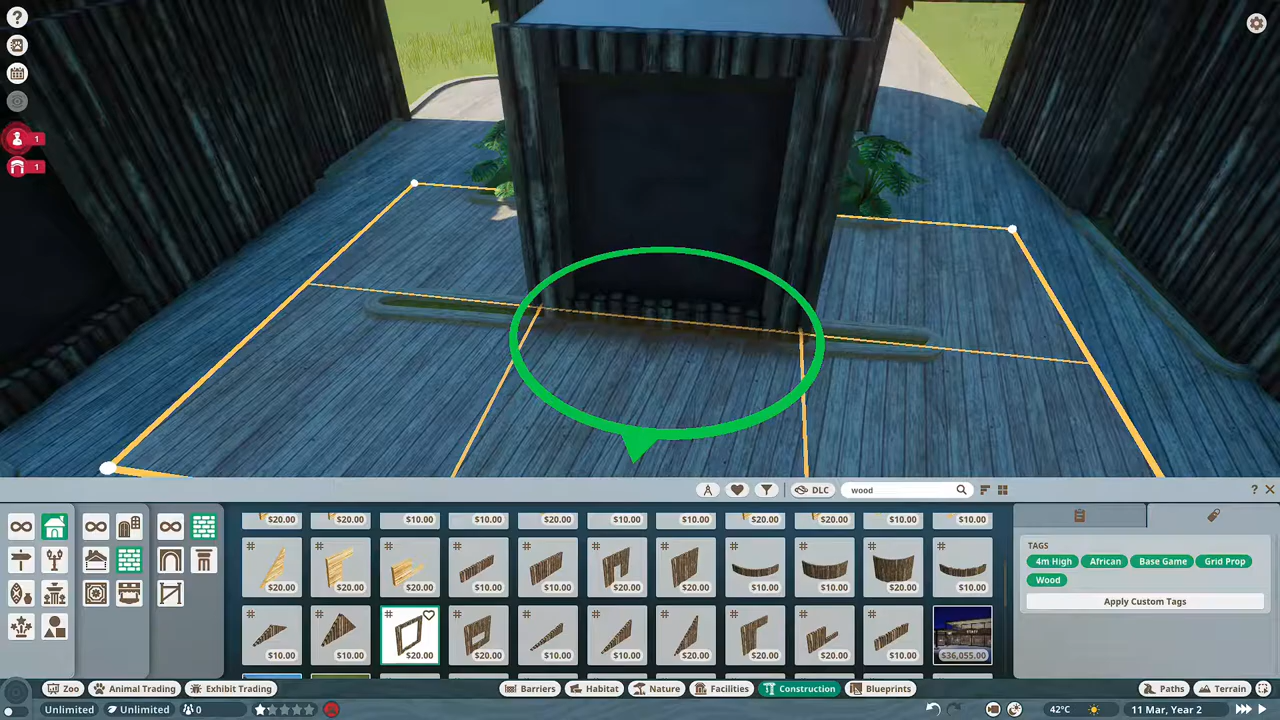 ?
1
1
DLC
wood
?
$20.00 $20.00 $10.00 $10.00 $20.00 $10.00 $10.00 $20.00 $20.00 $10.00 $10.00
$20.00 $20.00 $20.00 $10.00 $10.00 $20.00 $20.00 $10.00 $10.00 $20.00 $10.00
$10.00 $10.00 $20.00 $20.00 $10.00 $10.00 $20.00 $20.00 $20.00 $10.00 $36,055.00
TAGS
4m High African Base Game Grid Prop
Wood
Apply Custom Tags
Zoo Animal Trading Exhibit Trading Barriers Habitat Nature Facilities Construction Blueprints Paths Terrain
Unlimited Unlimited 0 42°C 11 Mar, Year 2